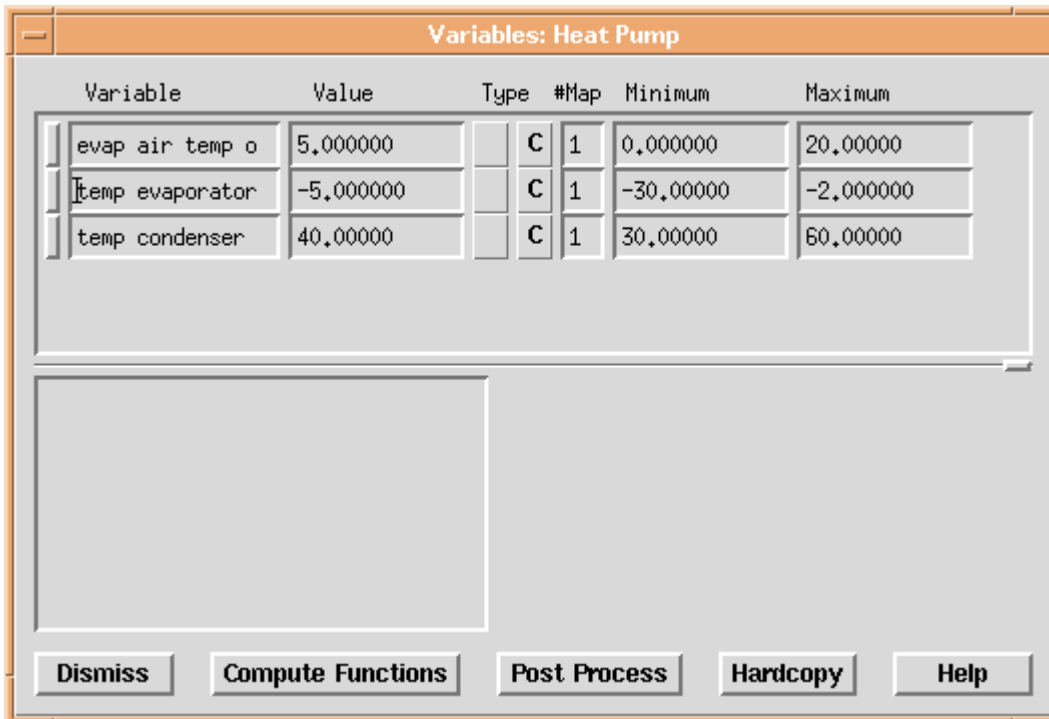 Variables: Heat Pump
Variable Value Type #Map Minimum Maximum
evap air temp o 5.000000 C 1 0.000000 20.00000
temp evaporator -5.000000 C 1 -30.00000 -2.000000
temp condenser 40.00000 C 1 30.00000 60.00000
Dismiss Compute Functions Post Process Hardcopy Help